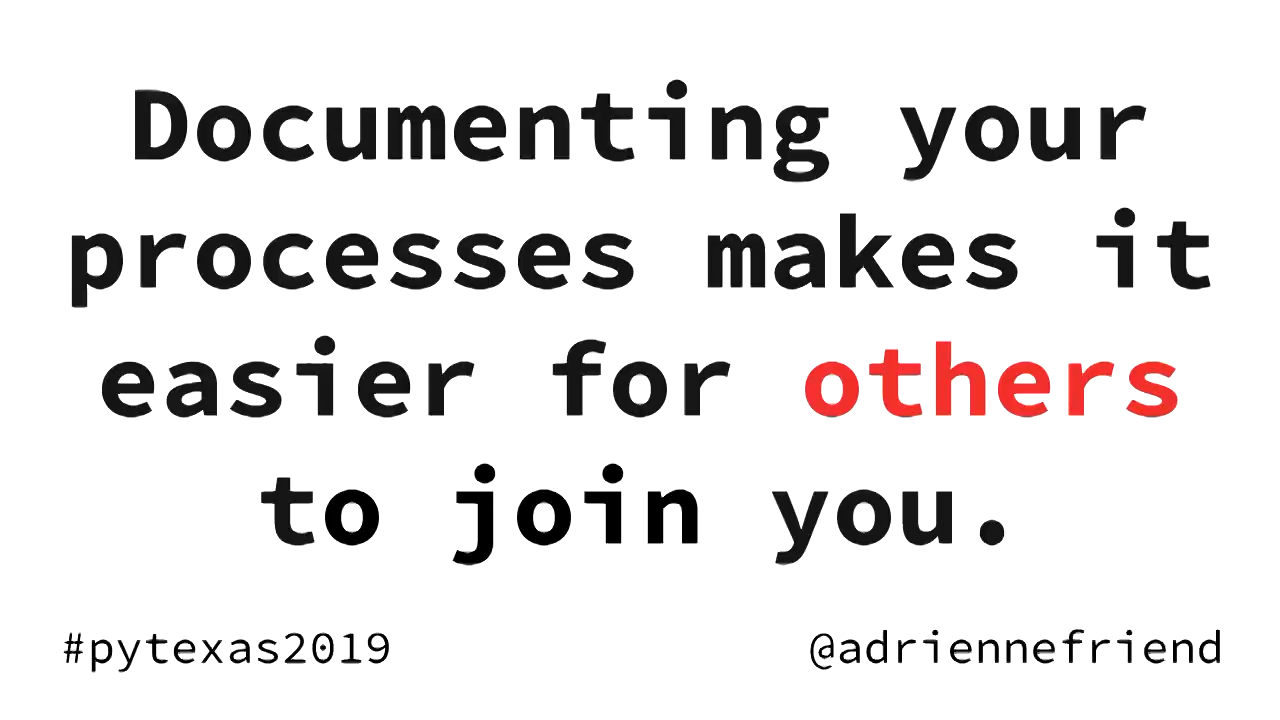 Documenting your
processes makes it
easier for others
to join you.
#pytexas2019
@adriennefriend